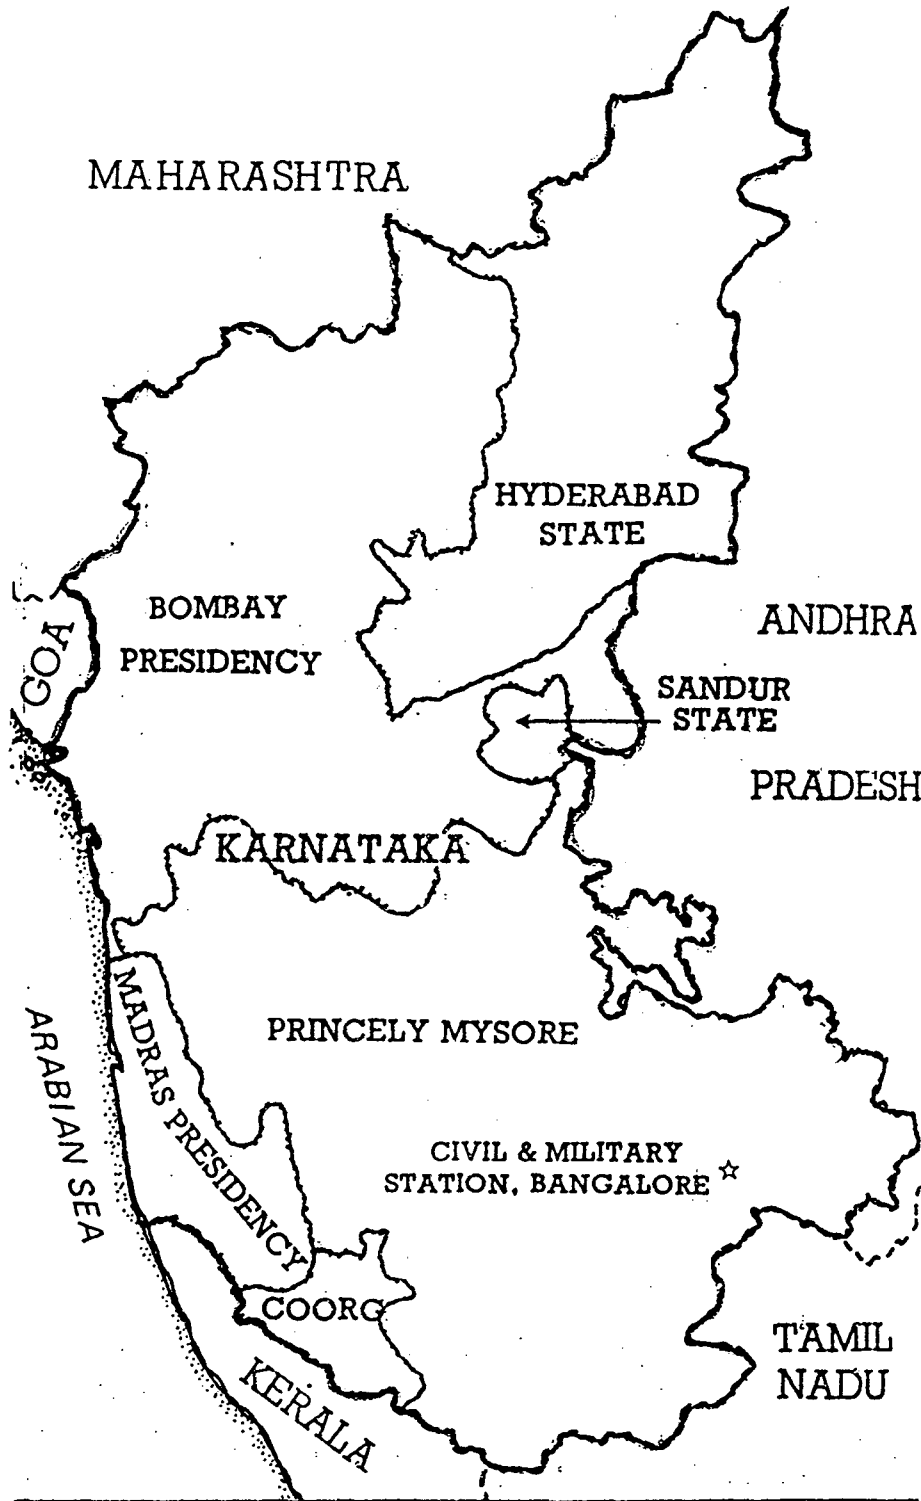 MAHARASHTRA
HYDERABAD
STATE
BOMBAY
PRESIDENCY
GOA
ANDHRA
SANDUR
STATE
PRADESH
KARNATAKA
MADRAS PRESIDENCY
PRINCELY MYSORE
ARABIAN SEA
CIVIL & MILITARY
STATION, BANGALORE
COORG
KERALA
TAMIL
NADU